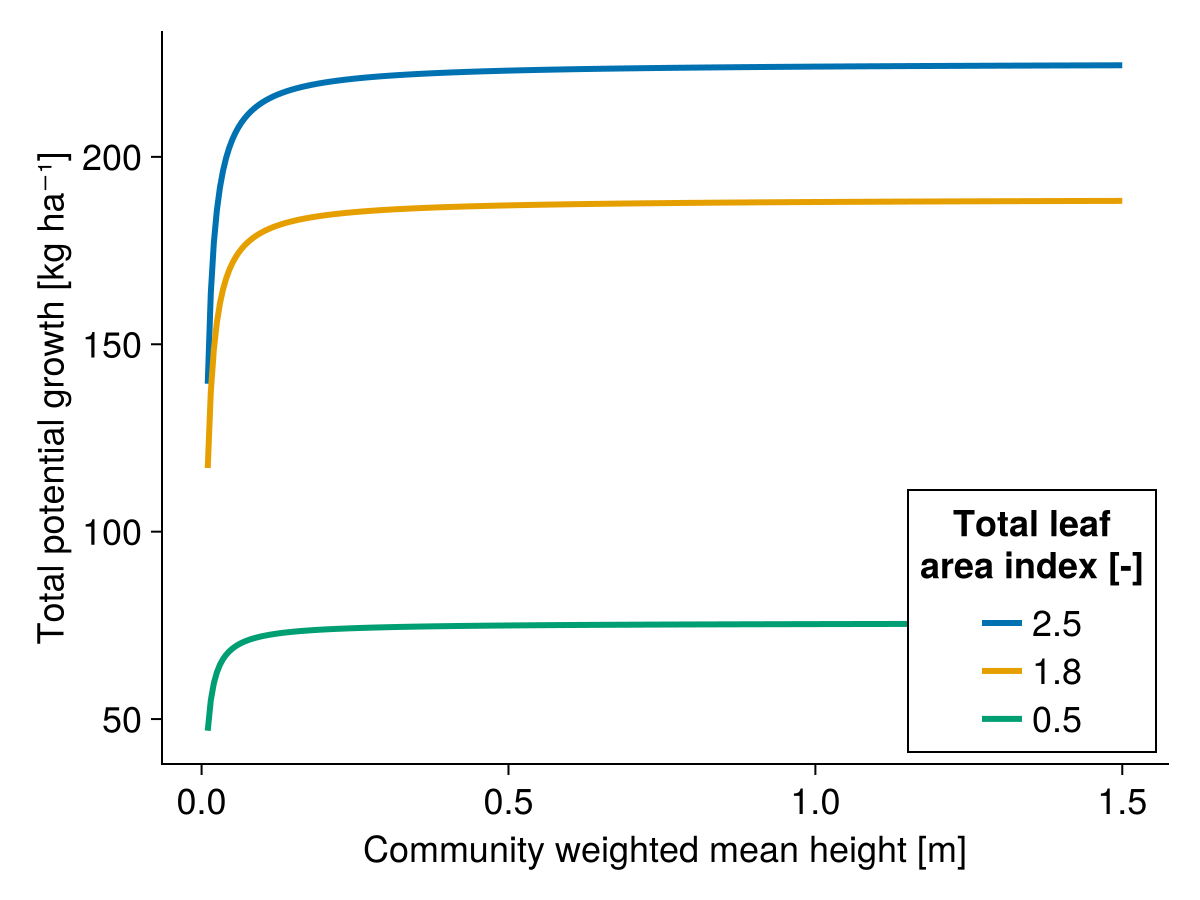 Total potential growth [kg ha⁻¹]
200
150
100
50
0.0
0.5
1.0
1.5
Community weighted mean height [m]
Total leaf
area index [-]
2.5
1.8
0.5